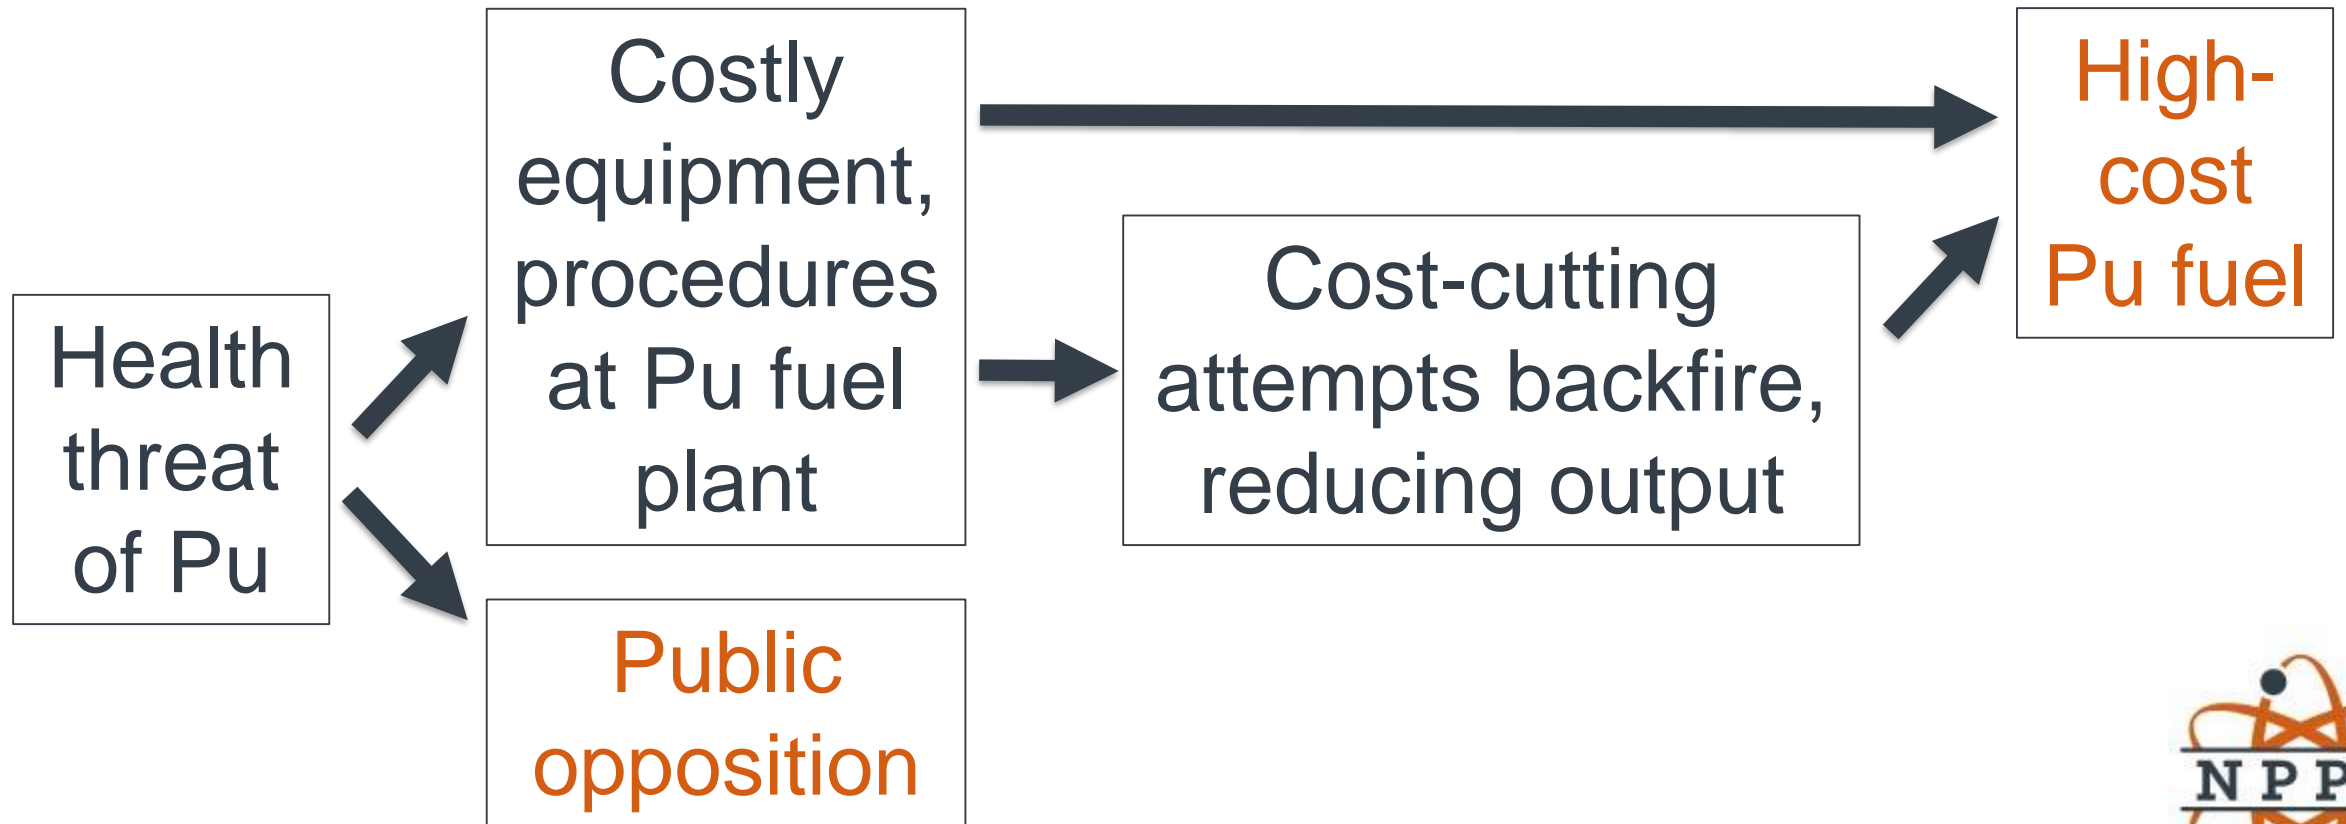 Health
threat
of Pu
Costly
equipment,
procedures
at Pu fuel
plant
Public
opposition
Cost-cutting
attempts backfire,
reducing output
High-
cost
Pu fuel
NPP